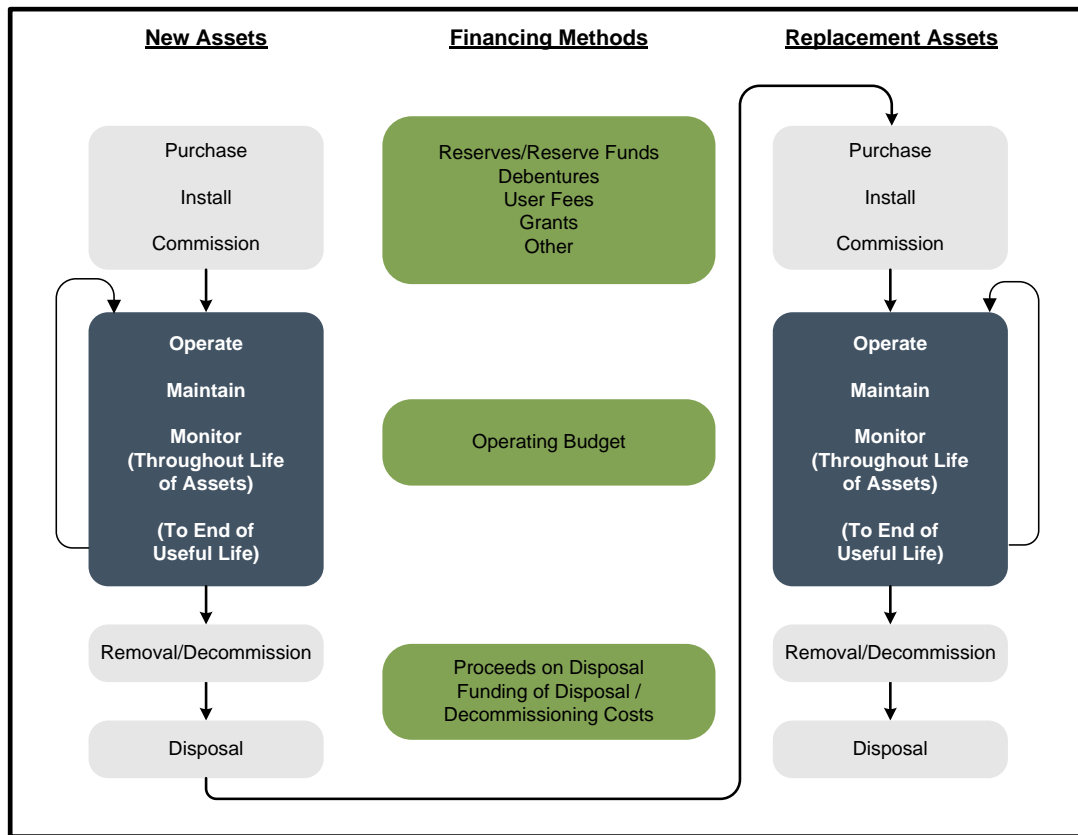 New Assets
Financing Methods
Replacement Assets
Purchase
Install
Commission
Operate
Maintain
Monitor
(Throughout Life
of Assets)
(To End of
Useful Life)
Removal/Decommission
Disposal
Reserves/Reserve Funds
Debentures
User Fees
Grants
Other
Operating Budget
Proceeds on Disposal
Funding of Disposal /
Decommissioning Costs
Purchase
Install
Commission
Operate
Maintain
Monitor
(Throughout Life
of Assets)
(To End of
Useful Life)
Removal/Decommission
Disposal